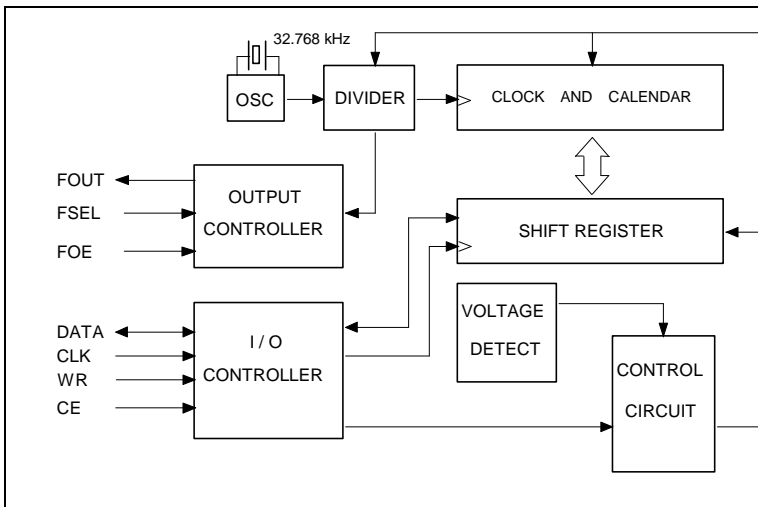 32.768 kHz
OSC
DIVIDER
CLOCK AND CALENDAR
FOUT
FSEL
FOE
OUTPUT
CONTROLLER
SHIFT REGISTER
DATA
CLK
WR
CE
I / O
CONTROLLER
VOLTAGE
DETECT
CONTROL
CIRCUIT